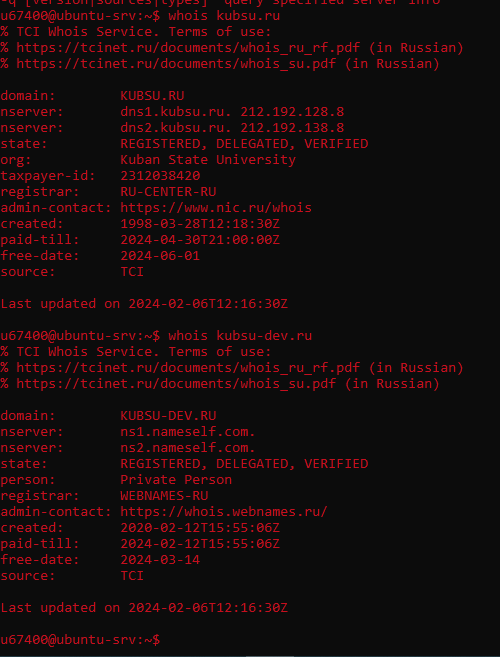 -q [version|sources|types]  query specified server info
u67400@ubuntu-srv:~$ whois kubsu.ru
% TCI Whois Service. Terms of use:
% https://tcinet.ru/documents/whois_ru_rf.pdf (in Russian)
% https://tcinet.ru/documents/whois_su.pdf (in Russian)
domain:        KUBSU.RU
nserver:       dns1.kubsu.ru. 212.192.128.8
nserver:       dns2.kubsu.ru. 212.192.138.8
state:         REGISTERED, DELEGATED, VERIFIED
org:           Kuban State University
taxpayer-id:   2312038420
registrar:     RU-CENTER-RU
admin-contact: https://www.nic.ru/whois
created:       1998-03-28T12:18:30Z
paid-till:     2024-04-30T21:00:00Z
free-date:     2024-06-01
source:        TCI
Last updated on 2024-02-06T12:16:30Z
u67400@ubuntu-srv:~$ whois kubsu-dev.ru
% TCI Whois Service. Terms of use:
% https://tcinet.ru/documents/whois_ru_rf.pdf (in Russian)
% https://tcinet.ru/documents/whois_su.pdf (in Russian)
domain:        KUBSU-DEV.RU
nserver:       ns1.nameself.com.
nserver:       ns2.nameself.com.
state:         REGISTERED, DELEGATED, VERIFIED
person:        Private Person
registrar:     WEBNAMES-RU
admin-contact: https://whois.webnames.ru/
created:       2020-02-12T15:55:06Z
paid-till:     2024-02-12T15:55:06Z
free-date:     2024-03-14
source:        TCI
Last updated on 2024-02-06T12:16:30Z
u67400@ubuntu-srv:~$